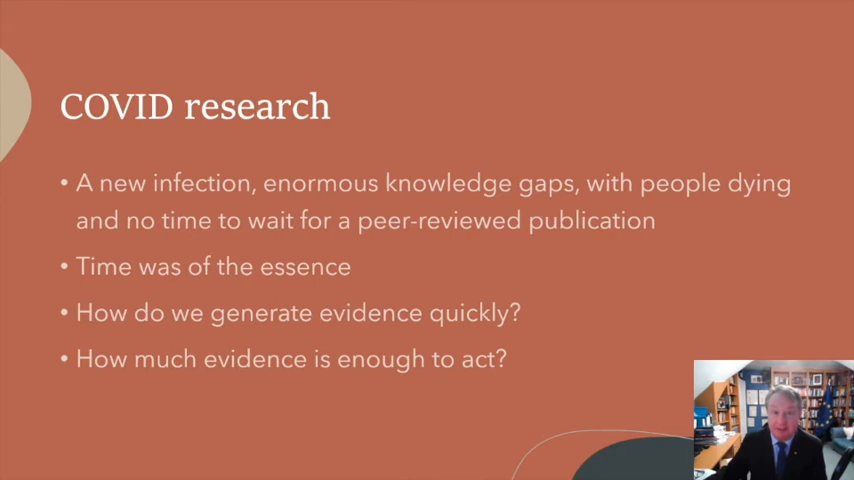 COVID research
• A new infection, enormous knowledge gaps, with people dying
and no time to wait for a peer-reviewed publication
• Time was of the essence
• How do we generate evidence quickly?
• How much evidence is enough to act?